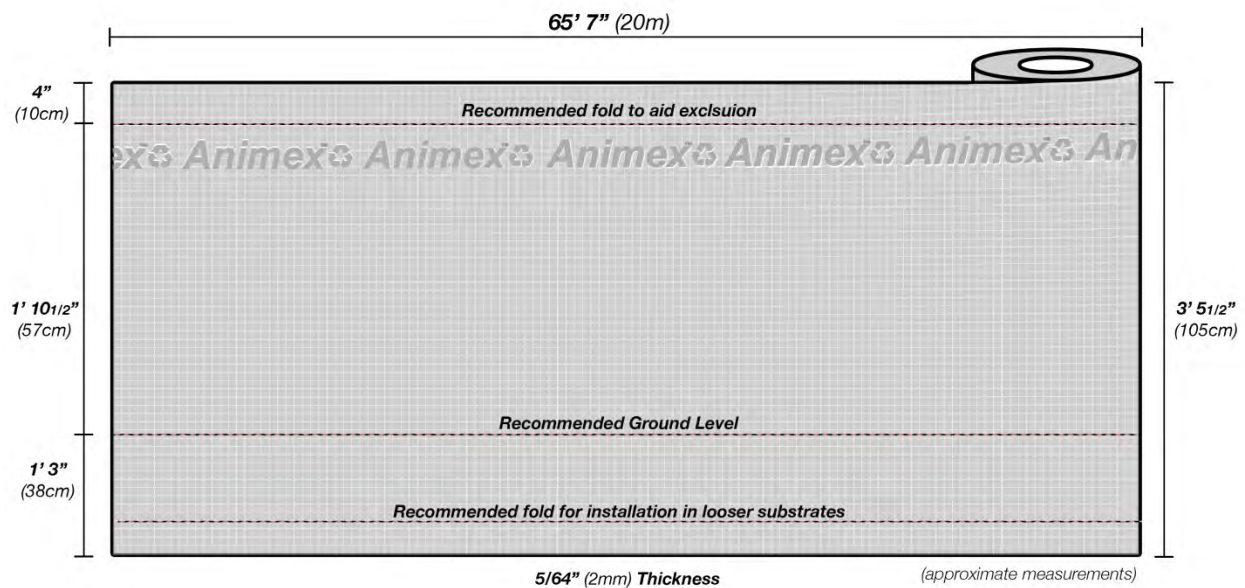 65' 7” (20m)
4”
(10cm)
Recommended fold to aid exclsuion
ex Animex Animex Animex Animex Animex An
1' 10 1/2”
(57cm)
3' 5 1/2”
(105cm)
Recommended Ground Level
1' 3”
(38cm)
Recommended fold for installation in looser substrates
5/64” (2mm) Thickness
(approximate measurements)